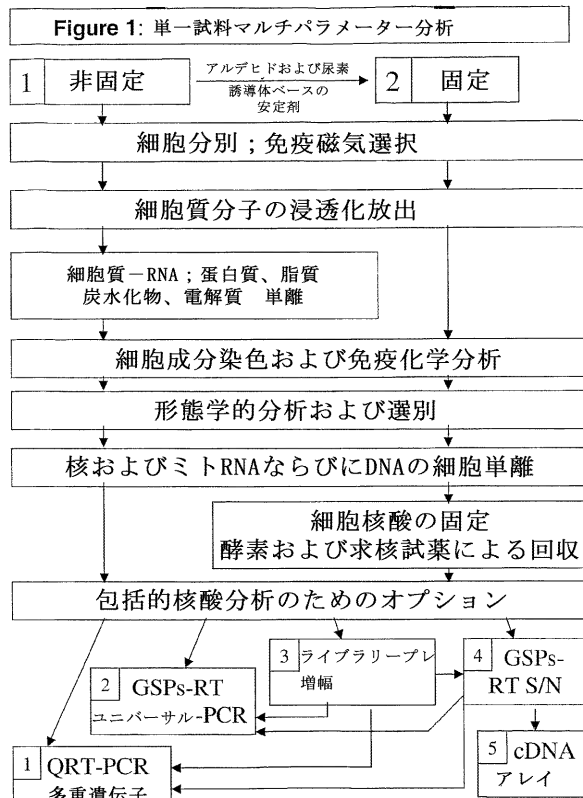 Figure 1: 単一試料マルチパラメーター分析
1 非固定
アルデヒドおよび尿素
誘導体ベースの
安定剤
2 固定
細胞分別；免疫磁気選択
細胞質分子の浸透化放出
細胞質－RNA；蛋白質、脂質
炭水化物、電解質 単離
細胞成分染色および免疫化学分析
形態学的分析および選別
核およびミトRNAならびにDNAの細胞単離
細胞核酸の固定
酵素および求核試薬による回収
包括的核酸分析のためのオプション
3 ライブラリープレ
増幅
4 GSPs-
RT S/N
2 GSPs-RT
ユニバーサル-PCR
5 cDNA
アレイ
1 QRT-PCR
多重遺伝子